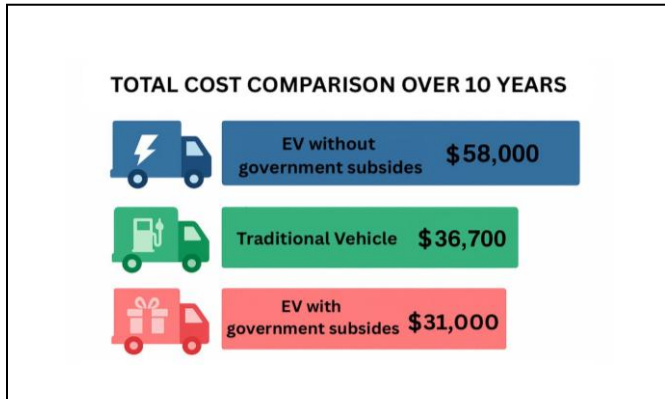 TOTAL COST COMPARISON OVER 10 YEARS
EV without
government subsides $58,000
Traditional Vehicle $36,700
EV with
government subsides $31,000